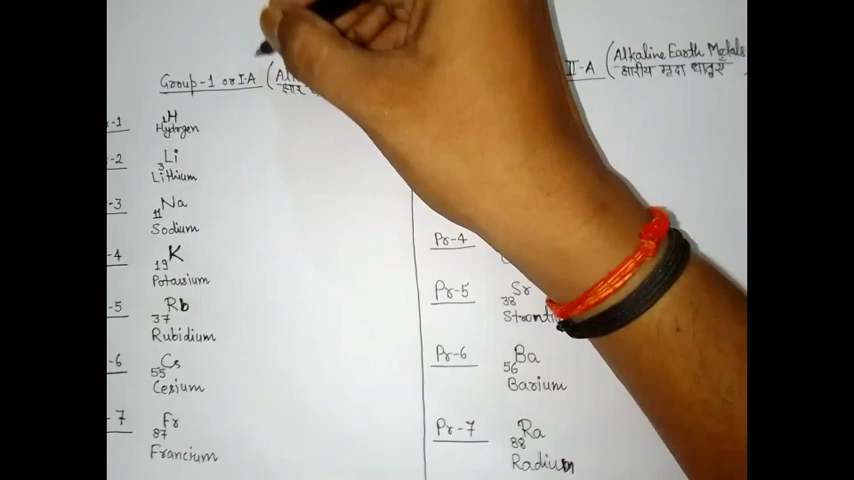 Group-1 or I-A (
II-A (Alkaline Earth Metals
क्षारीय मृदा धातुएं
-1
1H
Hydrogen
-2
3Li
Lithium
-3
11Na
Sodium
-4
19K
Potassium
-5
37Rb
Rubidium
-6
55Cs
Cesium
-7
87Fr
Francium
Pr-4
Pr-5
38Sr
Pr-6
56Ba
Barium
Pr-7
88Ra
Radium